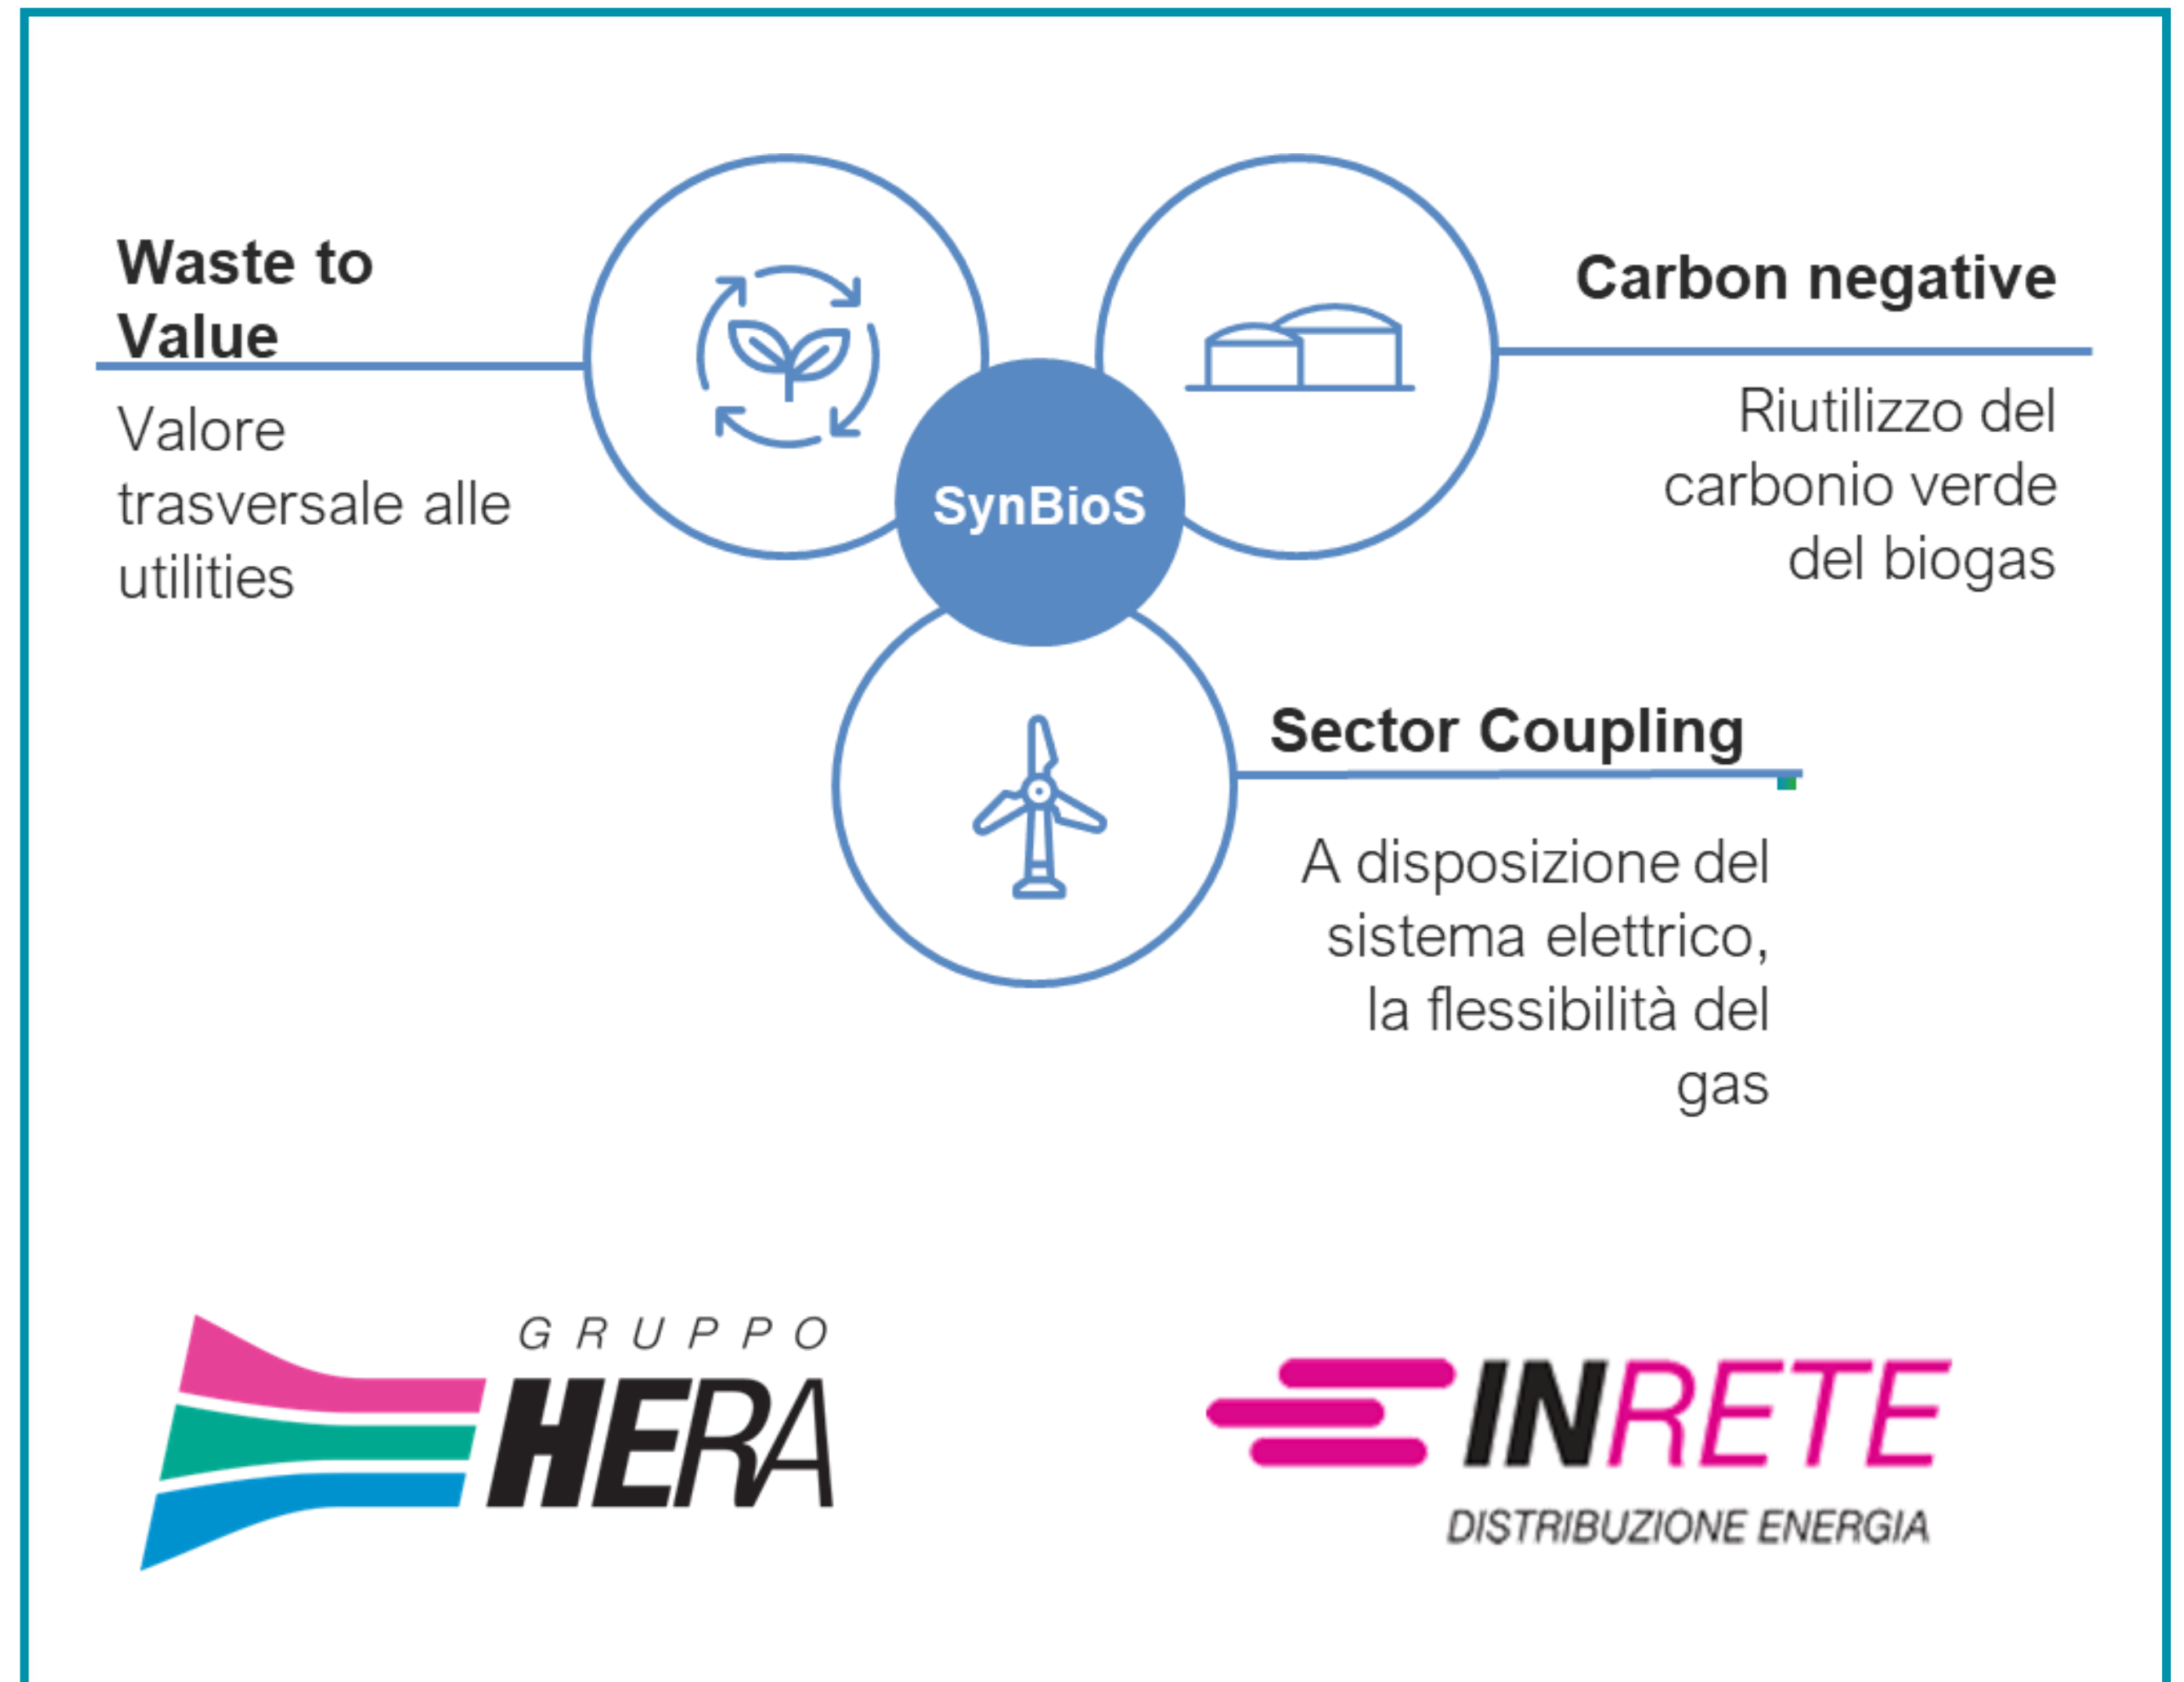 Waste to
Value
Valore
trasversale alle
utilities
SynBioS
Carbon negative
Riutilizzo del
carbonio verde
del biogas
Sector Coupling
A disposizione del
sistema elettrico,
la flessibilità del
gas
GRUPPO
HERA
INRETE
DISTRIBUZIONE ENERGIA